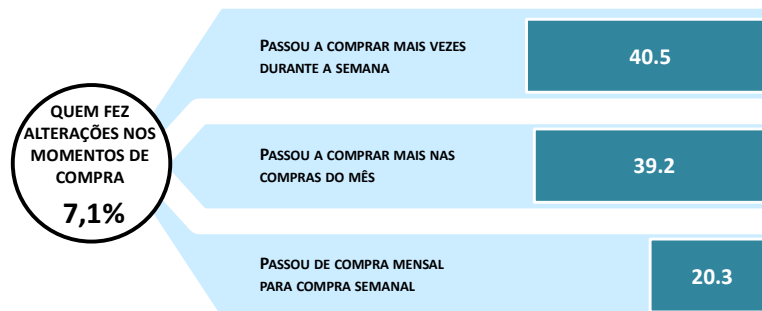 QUEM FEZ
ALTERAÇÕES NOS
MOMENTOS DE
COMPRA
7,1%
PASSOU A COMPRAR MAIS VEZES
DURANTE A SEMANA
40.5
PASSOU A COMPRAR MAIS NAS
COMPRAS DO MÊS
39.2
PASSOU DE COMPRA MENSAL
PARA COMPRA SEMANAL
20.3